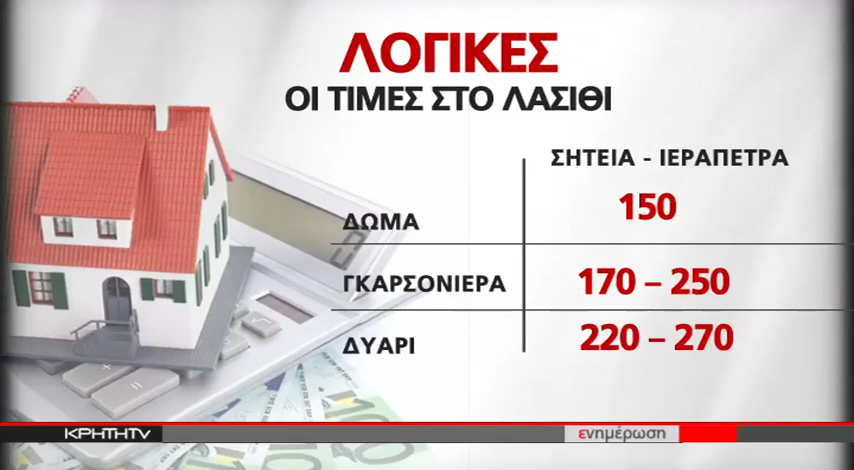 ΛΟΓΙΚΕΣ
ΟΙ ΤΙΜΕΣ ΣΤΟ ΛΑΣΙΘΙ
ΣΗΤΕΙΑ - ΙΕΡΑΠΕΤΡΑ
ΔΩΜΑ 150
ΓΚΑΡΣΟΝΙΕΡΑ 170 – 250
ΔΥΑΡΙ 220 – 270
ΚΡΗΤΗTV ενημέρωση